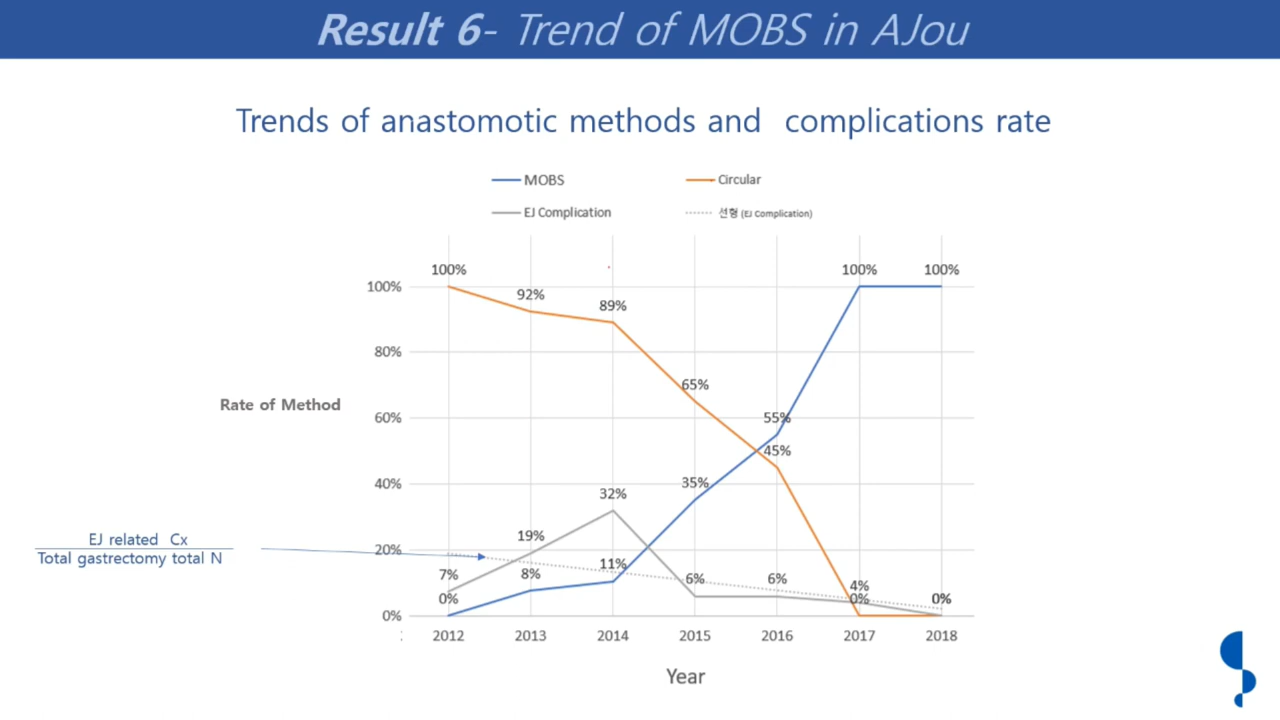 Result 6- Trend of MOBS in AJou
Trends of anastomotic methods and complications rate
MOBS
Circular
EJ Complication
선형 (EJ Complication)
100%
92%
89%
65%
55%
45%
35%
32%
19%
11%
8%
7%
0%
6%
6%
4%
0%
100%
100%
0%
100%
80%
60%
40%
20%
0%
Rate of Method
EJ related Cx
Total gastrectomy total N
2012 2013 2014 2015 2016 2017 2018
Year